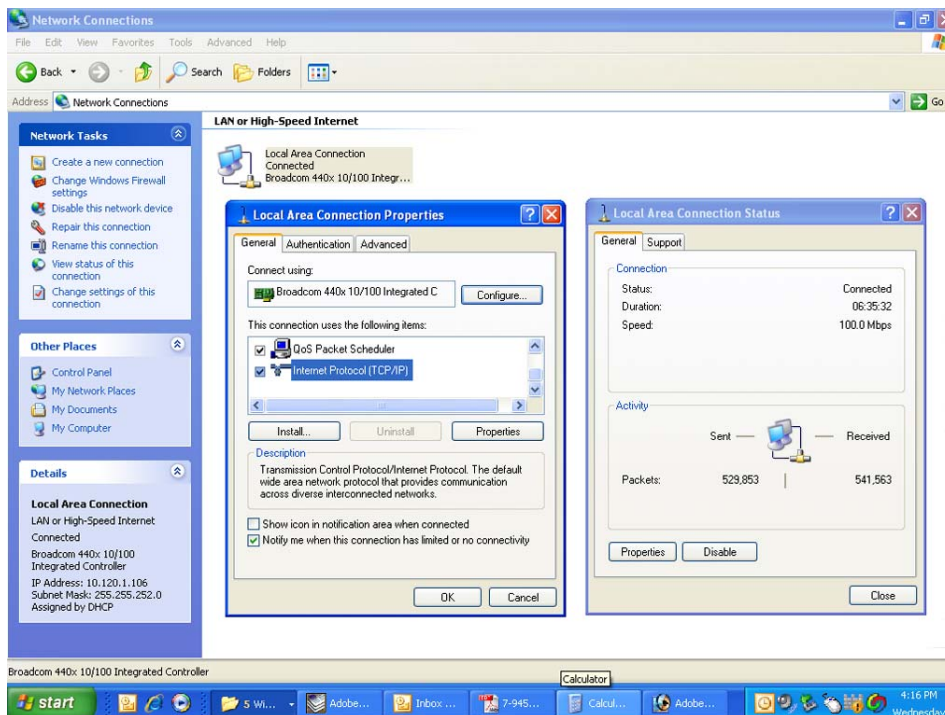 Network Connections
File Edit View Favorites Tools Advanced Help
Back Search Folders
Address Network Connections Go
Network Tasks
Create a new connection
Change Windows Firewall
settings
Disable this network device
Repair this connection
Rename this connection
View status of this
connection
Change settings of this
connection
Other Places
Control Panel
My Network Places
My Documents
My Computer
Details
Local Area Connection
LAN or High-Speed Internet
Connected
Broadcom 440x 10/100
Integrated Controller
IP Address: 10.120.1.106
Subnet Mask: 255.255.252.0
Assigned by DHCP
LAN or High-Speed Internet
Local Area Connection
Connected
Broadcom 440x 10/100 Integr...
Local Area Connection Properties
General Authentication Advanced
Connect using:
Broadcom 440x 10/100 Integrated C Configure...
This connection uses the following items:
QoS Packet Scheduler
Internet Protocol (TCP/IP)
Install... Uninstall Properties
Description
Transmission Control Protocol/Internet Protocol. The default
wide area network protocol that provides communication
across diverse interconnected networks.
Show icon in notification area when connected
Notify me when this connection has limited or no connectivity
OK Cancel
Local Area Connection Status
General Support
Connection
Status: Connected
Duration: 06:35:32
Speed: 100.0 Mbps
Activity
Sent — — Received
Packets: 529,853 | 541,563
Properties Disable
Close
Broadcom 440x 10/100 Integrated Controller
Calculator
start 5 Wi... Adobe... Inbox ... 7-945... Calcul... Adobe... 4:16 PM
Wednesday